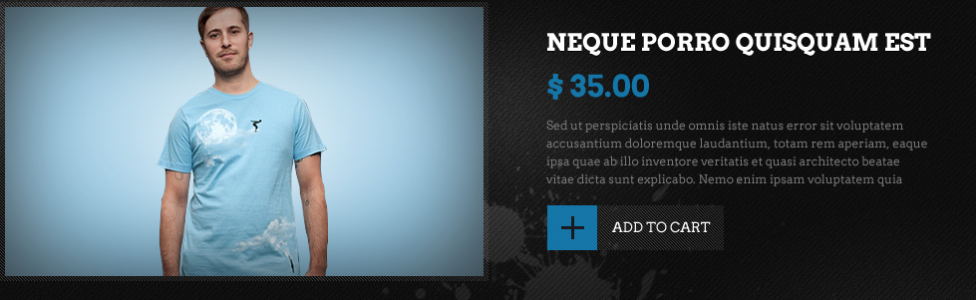 NEQUE PORRO QUISQUAM EST
$ 35.00
Sed ut perspiciatis unde omnis iste natus error sit voluptatem
accusantium doloremque laudantium, totam rem aperiam, eaque
ipsa quae ab illo inventore veritatis et quasi architecto beatae
vitae dicta sunt explicabo. Nemo enim ipsam voluptatem quia
ADD TO CART